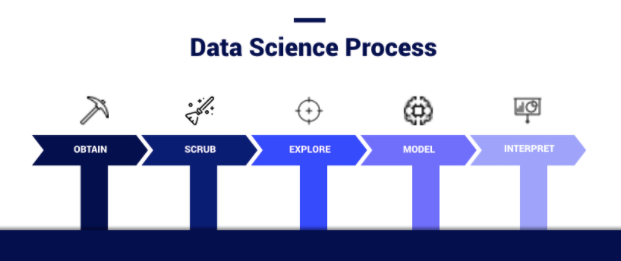 Data Science Process
OBTAIN
SCRUB
EXPLORE
MODEL
INTERPRET